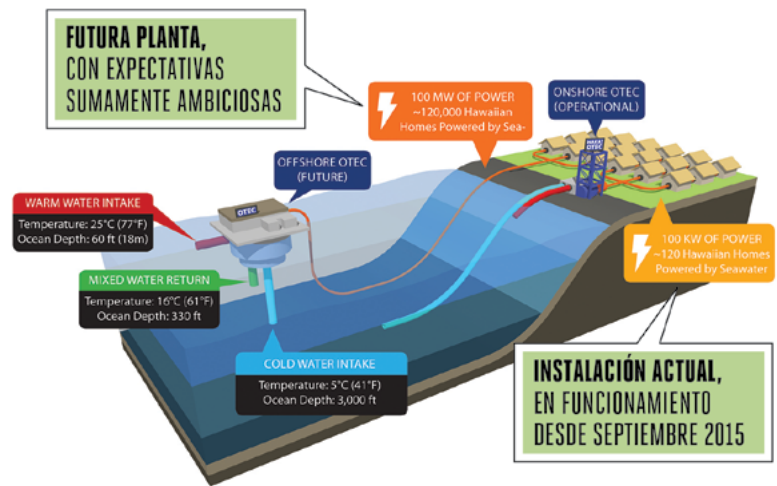 FUTURA PLANTA,
CON EXPECTATIVAS
SUMAMENTE AMBICIOSAS
100 MW OF POWER
~120,000 Hawaiian
Homes Powered by Sea-
ONSHORE OTEC
(OPERATIONAL)
OFFSHORE OTEC
(FUTURE)
MAKAI
OTEC
OTEC
WARM WATER INTAKE
Temperature: 25°C (77°F)
Ocean Depth: 60 ft (18m)
MIXED WATER RETURN
Temperature: 16°C (61°F)
Ocean Depth: 330 ft
COLD WATER INTAKE
Temperature: 5°C (41°F)
Ocean Depth: 3,000 ft
100 KW OF POWER
~120 Hawaiian Homes
Powered by Seawater
INSTALACIÓN ACTUAL,
EN FUNCIONAMIENTO
DESDE SEPTIEMBRE 2015